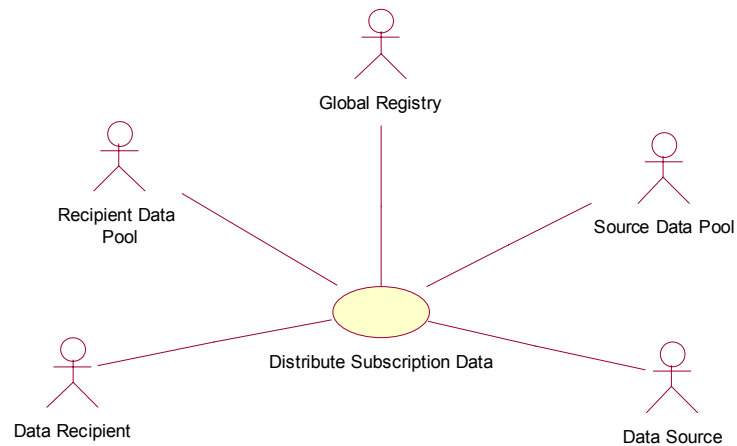 Global Registry
Recipient Data
Pool
Source Data Pool
Distribute Subscription Data
Data Recipient
Data Source